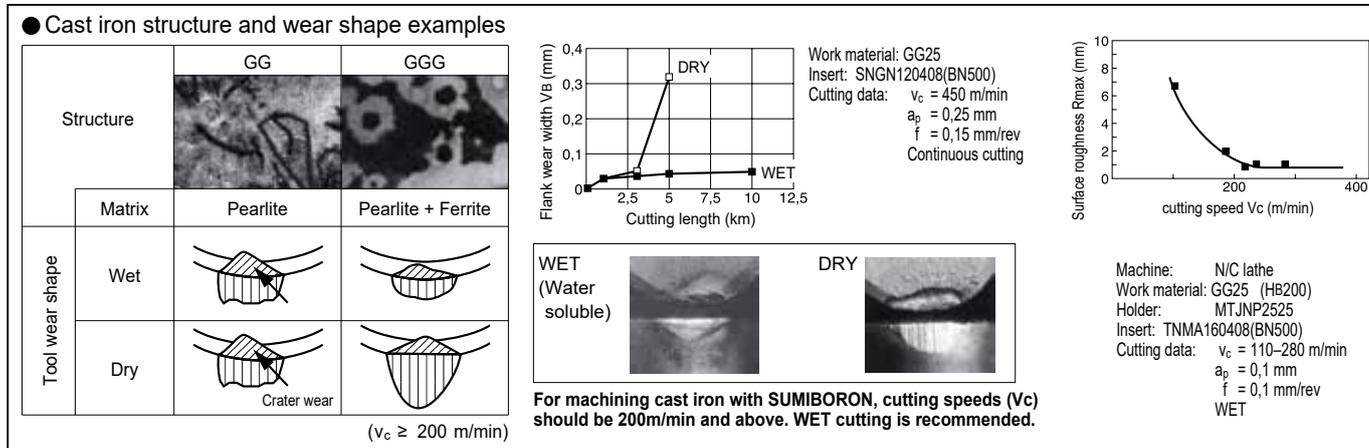 ● Cast iron structure and wear shape examples
GG GGG
Structure
Matrix Pearlite Pearlite + Ferrite
Tool wear shape
Wet
Dry
Crater wear
(vc ≥ 200 m/min)
Flank wear width VB (mm)
0,4
0,3
0,2
0,1
0
2,5 5 7,5 10 12,5
Cutting length (km)
DRY
WET
Work material: GG25
Insert: SNGN120408(BN500)
Cutting data: vc = 450 m/min
ap = 0,25 mm
f = 0,15 mm/rev
Continuous cutting
WET
(Water
soluble)
DRY
For machining cast iron with SUMIBORON, cutting speeds (Vc)
should be 200m/min and above. WET cutting is recommended.
Surface roughness Rmax (mm)
10
8
6
4
2
0
200 400
cutting speed Vc (m/min)
Machine: N/C lathe
Work material: GG25 (HB200)
Holder: MTJNP2525
Insert: TNMA160408(BN500)
Cutting data: vc = 110–280 m/min
ap = 0,1 mm
f = 0,1 mm/rev
WET